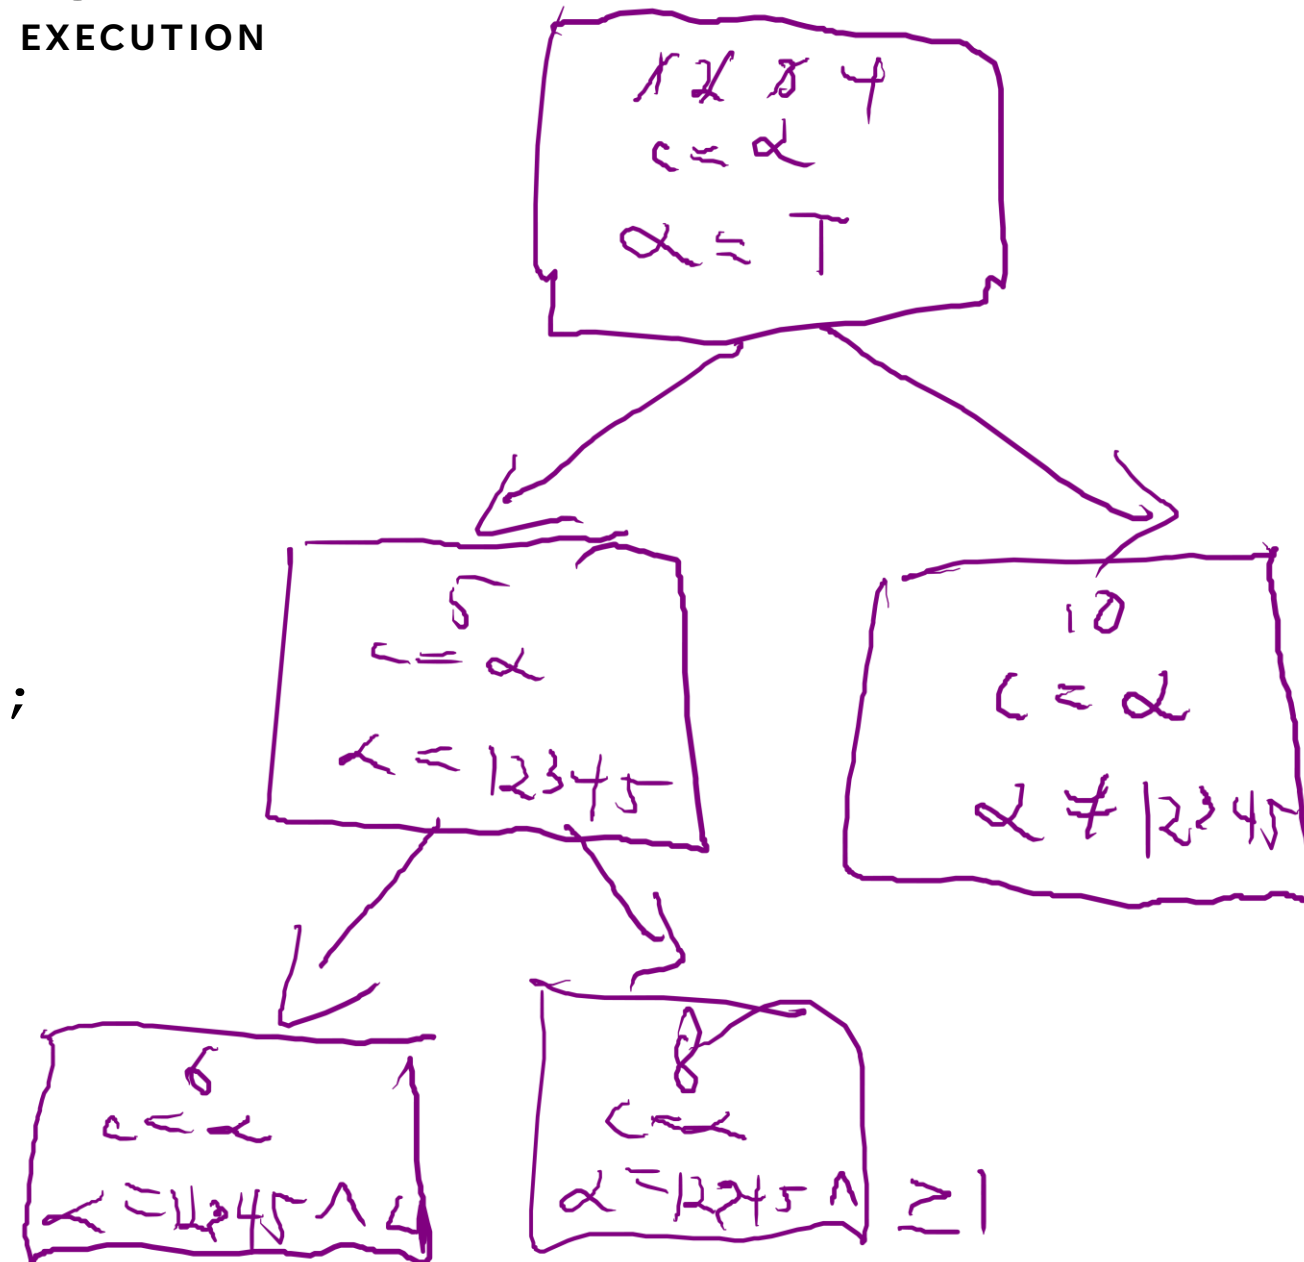 EXECUTION
1 2 3 4
c = α
α = T
5
c = α
α = 12345
10
c = α
α ≠ 12345
;
6
c = α
α = 12345 ∧
8
c = α
α = 12345 ∧ ≥ 1